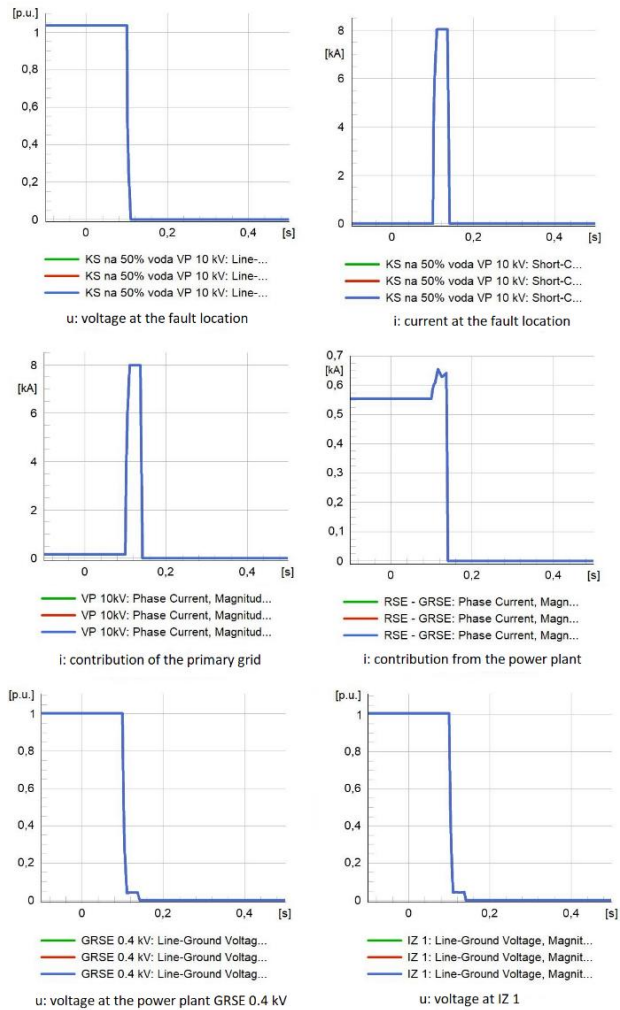 [p.u.]
1
0,8
0,6
0,4
0,2
0
0
0,2
0,4
[s]
KS na 50% voda VP 10 kV: Line-...
KS na 50% voda VP 10 kV: Line-...
KS na 50% voda VP 10 kV: Line-...
u: voltage at the fault location
8
[kA]
6
4
2
0
0
0,2
0,4
[s]
KS na 50% voda VP 10 kV: Short-C...
KS na 50% voda VP 10 kV: Short-C...
KS na 50% voda VP 10 kV: Short-C...
i: current at the fault location
8
[kA]
6
4
2
0
0
0,2
0,4
[s]
VP 10kV: Phase Current, Magnitud...
VP 10kV: Phase Current, Magnitud...
VP 10kV: Phase Current, Magnitud...
i: contribution of the primary grid
0,7
[kA]
0,6
0,5
0,4
0,3
0,2
0,1
0
0
0,2
0,4
[s]
RSE - GRSE: Phase Current, Magn...
RSE - GRSE: Phase Current, Magn...
RSE - GRSE: Phase Current, Magn...
i: contribution from the power plant
[p.u.]
1
0,8
0,6
0,4
0,2
0
0
0,2
0,4
[s]
GRSE 0.4 kV: Line-Ground Voltag...
GRSE 0.4 kV: Line-Ground Voltag...
GRSE 0.4 kV: Line-Ground Voltag...
u: voltage at the power plant GRSE 0.4 kV
[p.u.]
1
0,8
0,6
0,4
0,2
0
0
0,2
0,4
[s]
IZ 1: Line-Ground Voltage, Magnit...
IZ 1: Line-Ground Voltage, Magnit...
IZ 1: Line-Ground Voltage, Magnit...
u: voltage at IZ 1